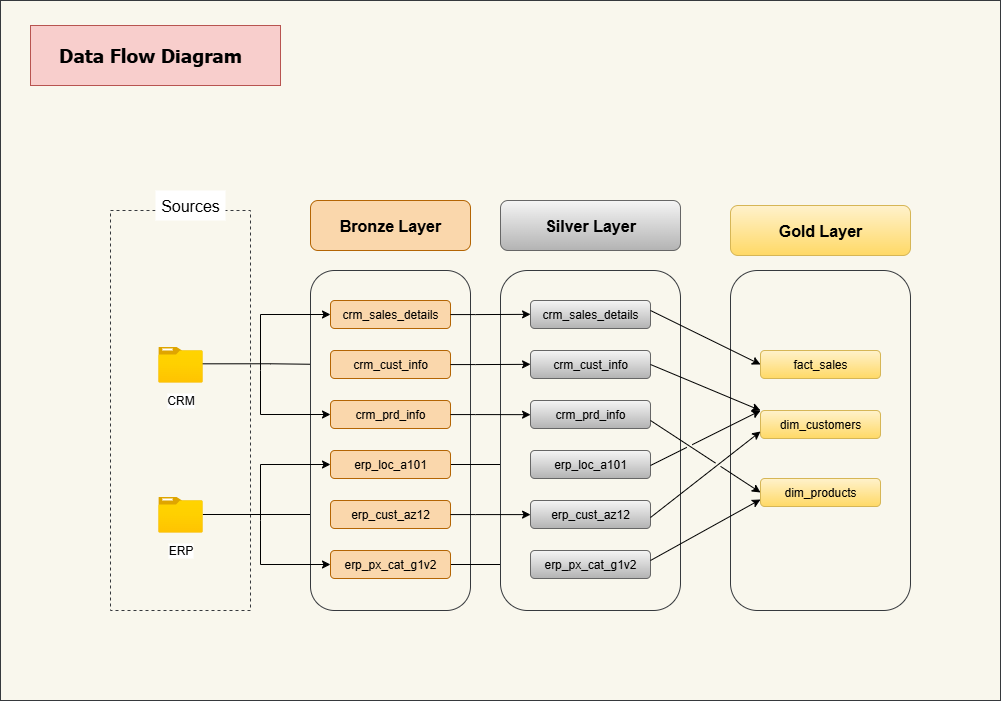 Data Flow Diagram
Sources
Bronze Layer
Silver Layer
Gold Layer
crm_sales_details
crm_sales_details
crm_cust_info
crm_cust_info
fact_sales
CRM
crm_prd_info
crm_prd_info
dim_customers
erp_loc_a101
erp_loc_a101
dim_products
erp_cust_az12
erp_cust_az12
ERP
erp_px_cat_g1v2
erp_px_cat_g1v2